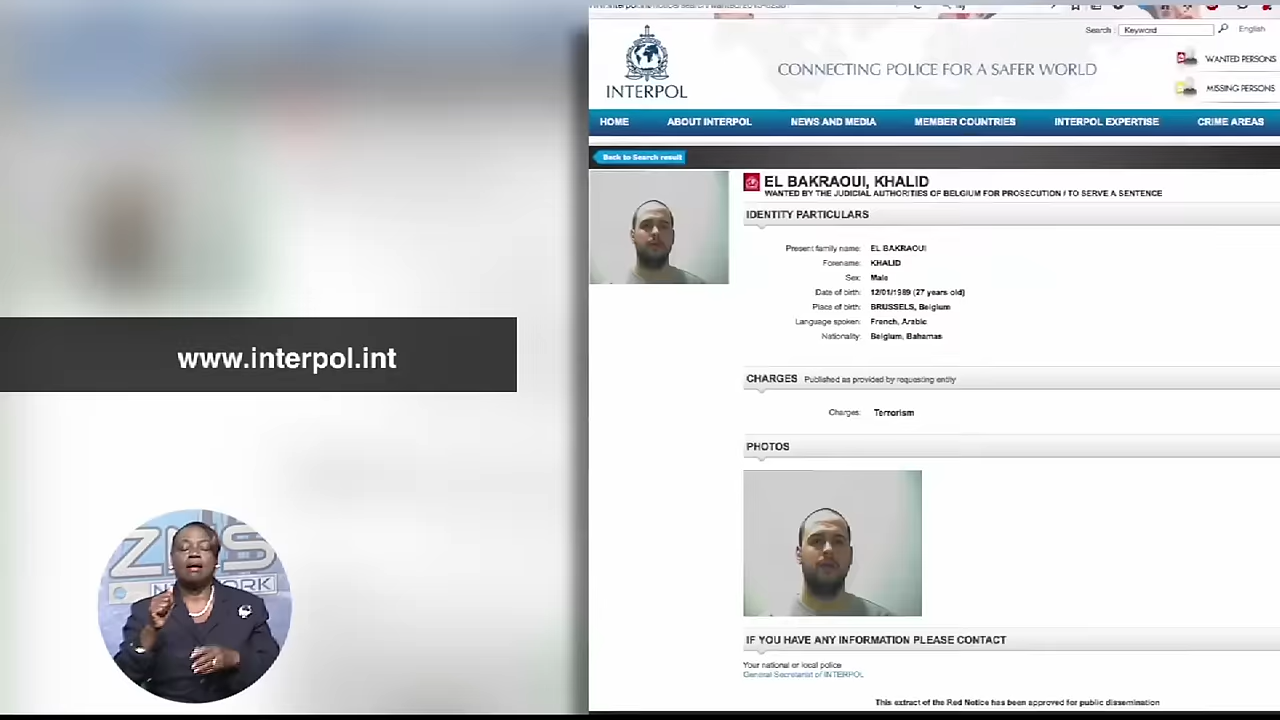 www.interpol.int
Search : Keyword
English
INTERPOL
CONNECTING POLICE FOR A SAFER WORLD
WANTED PERSONS
MISSING PERSONS
HOME ABOUT INTERPOL NEWS AND MEDIA MEMBER COUNTRIES INTERPOL EXPERTISE CRIME AREAS
Back to Search result
EL BAKRAOUI, KHALID
WANTED BY THE JUDICIAL AUTHORITIES OF BELGIUM FOR PROSECUTION / TO SERVE A SENTENCE
IDENTITY PARTICULARS
Present family name: EL BAKRAOUI
Forename: KHALID
Sex: Male
Date of birth: 12/01/1989 (27 years old)
Place of birth: BRUSSELS, Belgium
Language spoken: French, Arabic
Nationality: Belgium, Bahamas
CHARGES Published as provided by requesting entity
Charges: Terrorism
PHOTOS
IF YOU HAVE ANY INFORMATION PLEASE CONTACT
Your national or local police
General Secretariat of INTERPOL
This extract of the Red Notice has been approved for public dissemination
NETWORK